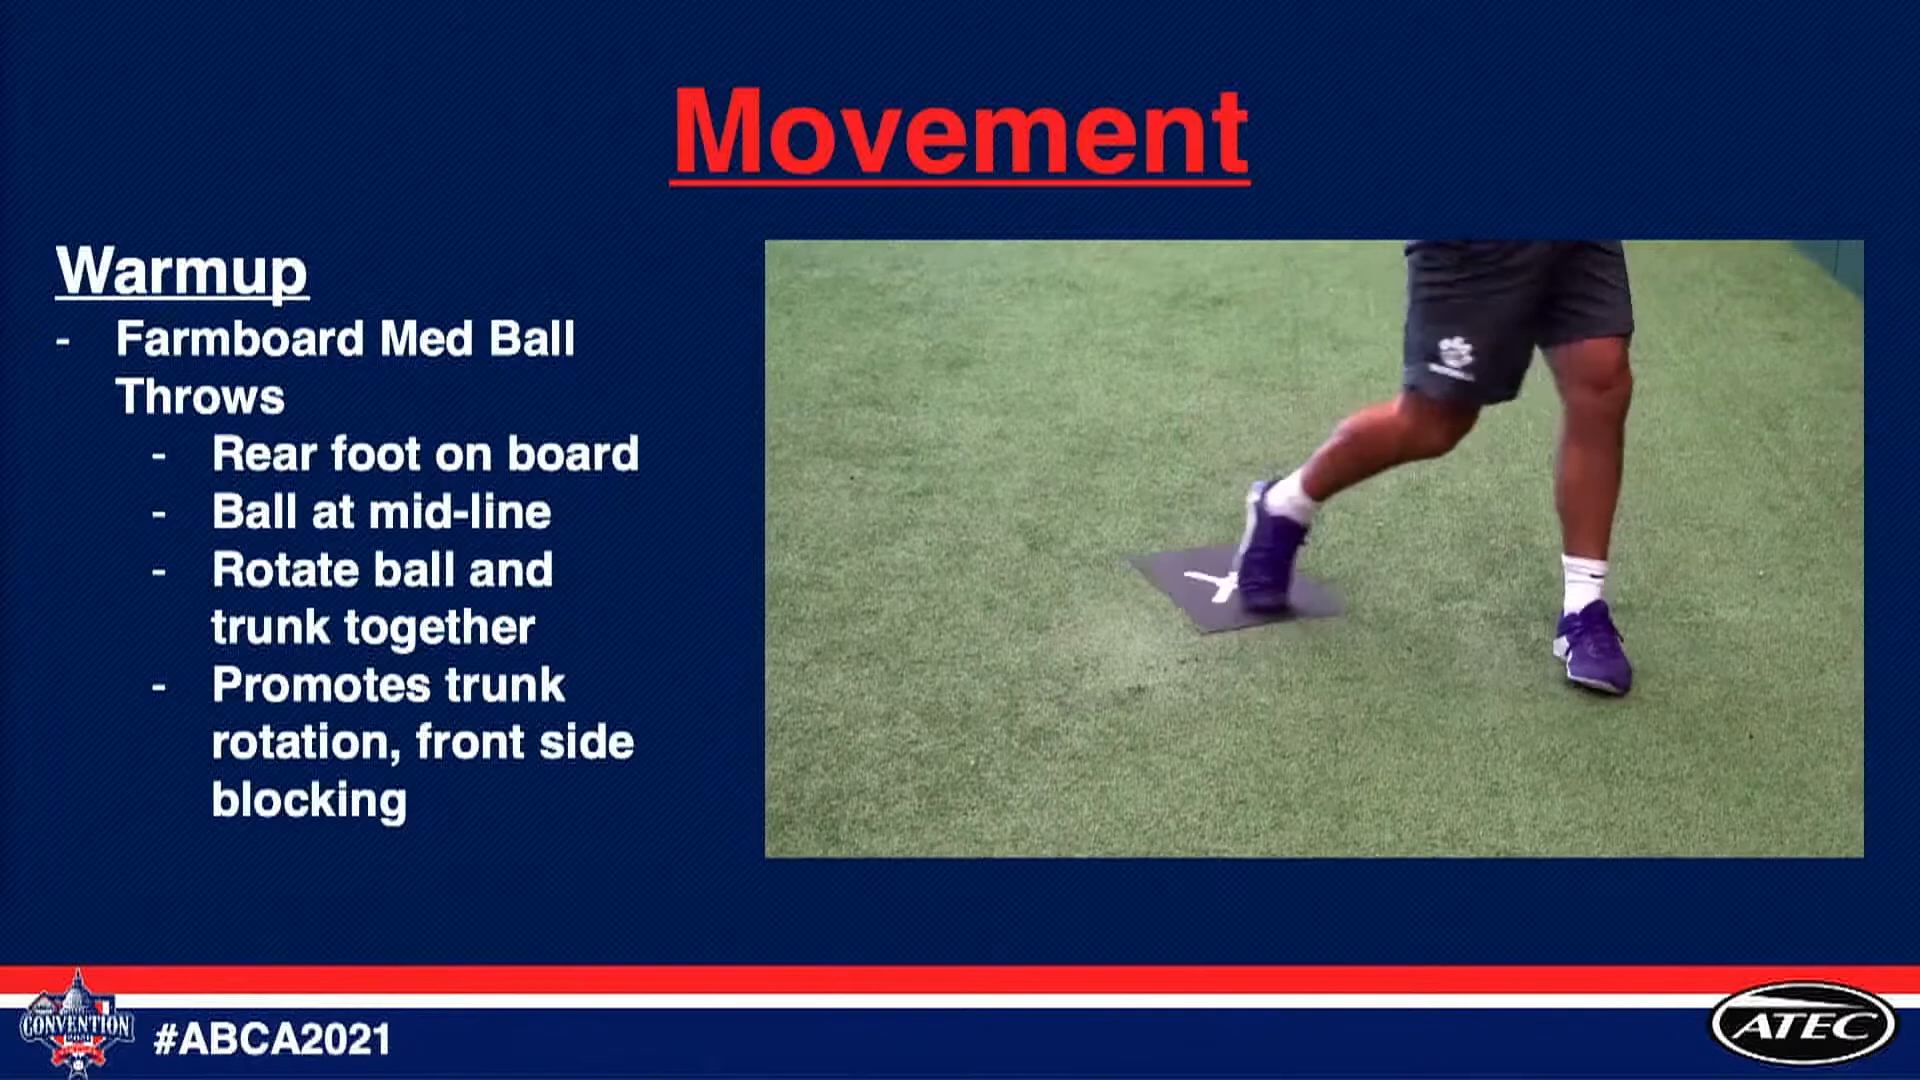 Movement
Warmup
- Farmboard Med Ball
Throws
- Rear foot on board
- Ball at mid-line
- Rotate ball and
trunk together
- Promotes trunk
rotation, front side
blocking
CONVENTION
#ABCA2021
ATEC